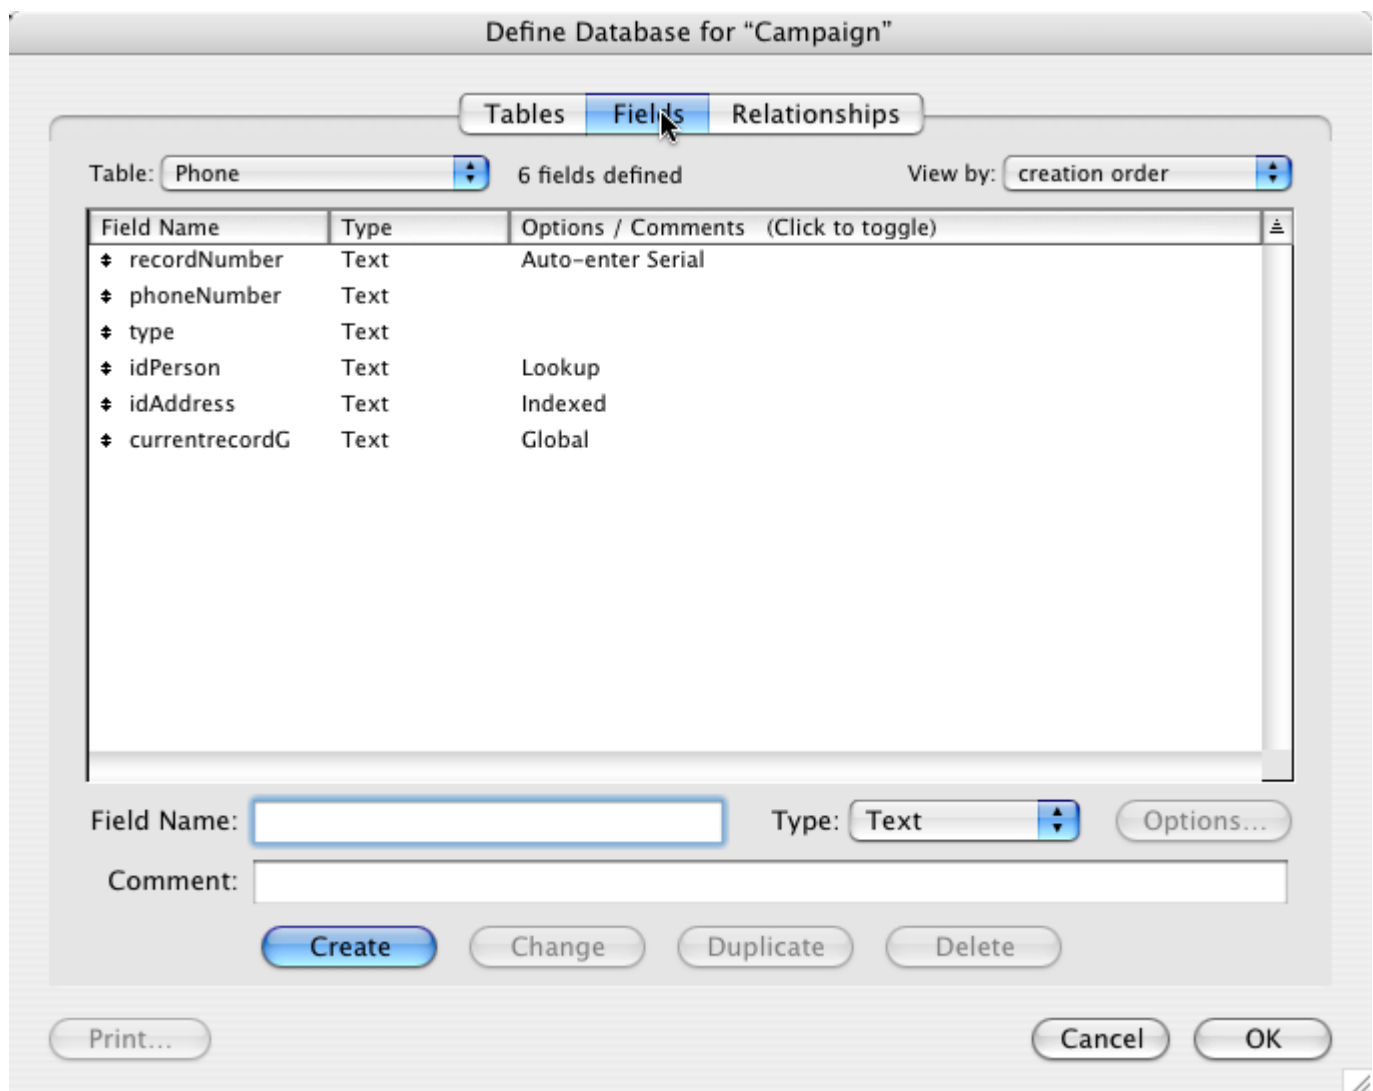 Define Database for “Campaign”
Tables Fields Relationships
Table: Phone 6 fields defined View by: creation order
Field Name Type Options / Comments (Click to toggle)
recordNumber Text Auto-enter Serial
phoneNumber Text
type Text
idPerson Text Lookup
idAddress Text Indexed
currentrecordG Text Global
Field Name: Type: Text Options...
Comment:
Create Change Duplicate Delete
Print... Cancel OK